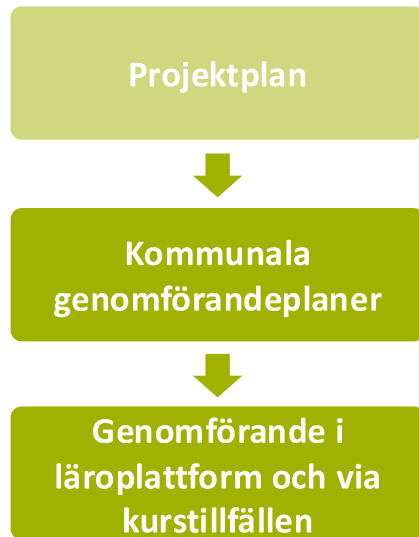 Projektplan
Kommunala
genomförandeplaner
Genomförande i
läroplattform och via
kurstillfällen